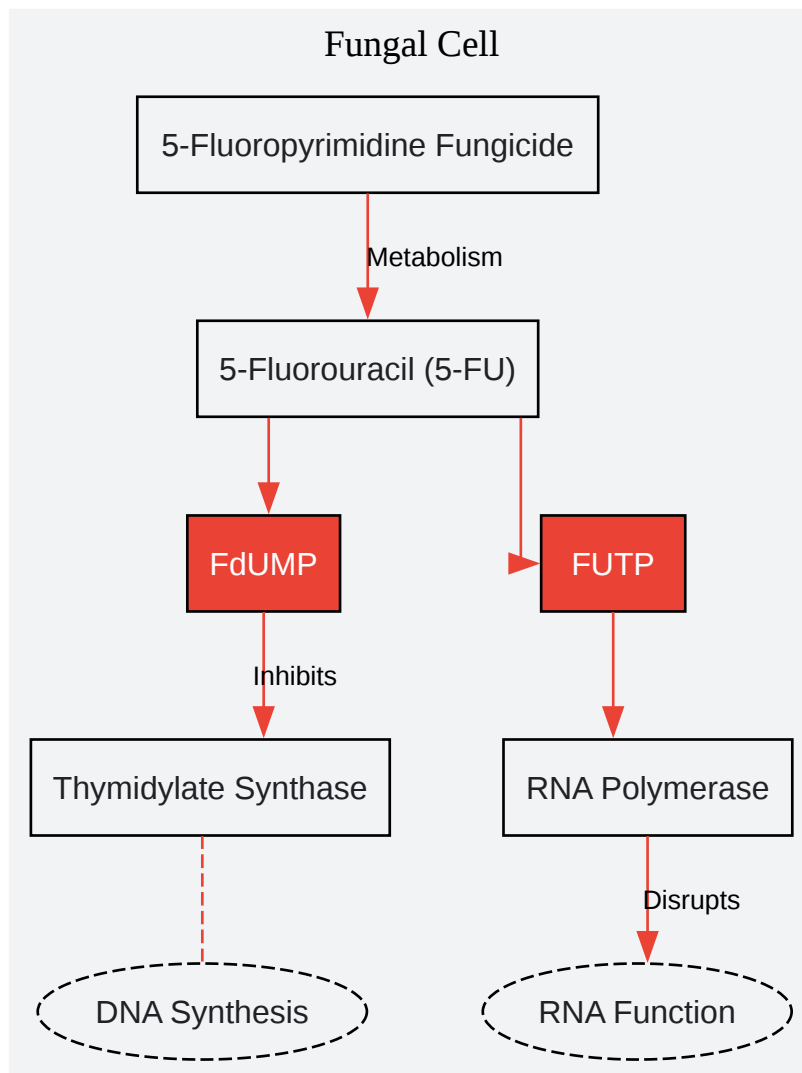 Fungal Cell
5-Fluoropyrimidine Fungicide
Metabolism
5-Fluorouracil (5-FU)
FdUMP
FUTP
Inhibits
Thymidylate Synthase
RNA Polymerase
Disrupts
DNA Synthesis
RNA Function